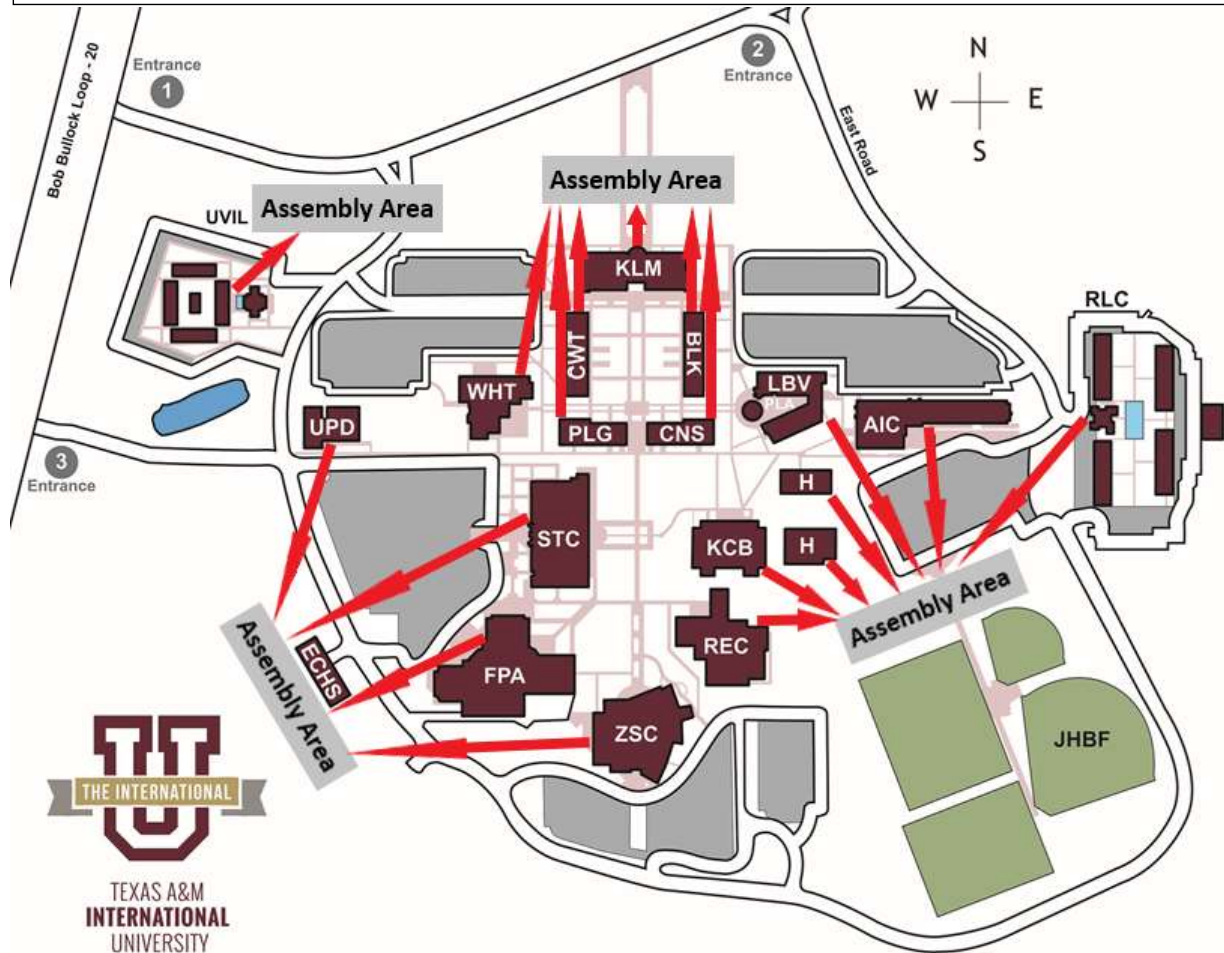 Bob Bullock Loop - 20
Entrance
1
2
Entrance
East Road
N
W
E
S
Assembly Area
UVIL
Assembly Area
KLM
RLC
CWT
BLK
WHT
LBV
PLA
AIC
UPD
PLG
CNS
3
Entrance
H
STC
KCB
H
Assembly Area
Assembly Area
ECHS
FPA
REC
ZSC
JHBF
U
THE INTERNATIONAL
TEXAS A&M
INTERNATIONAL
UNIVERSITY